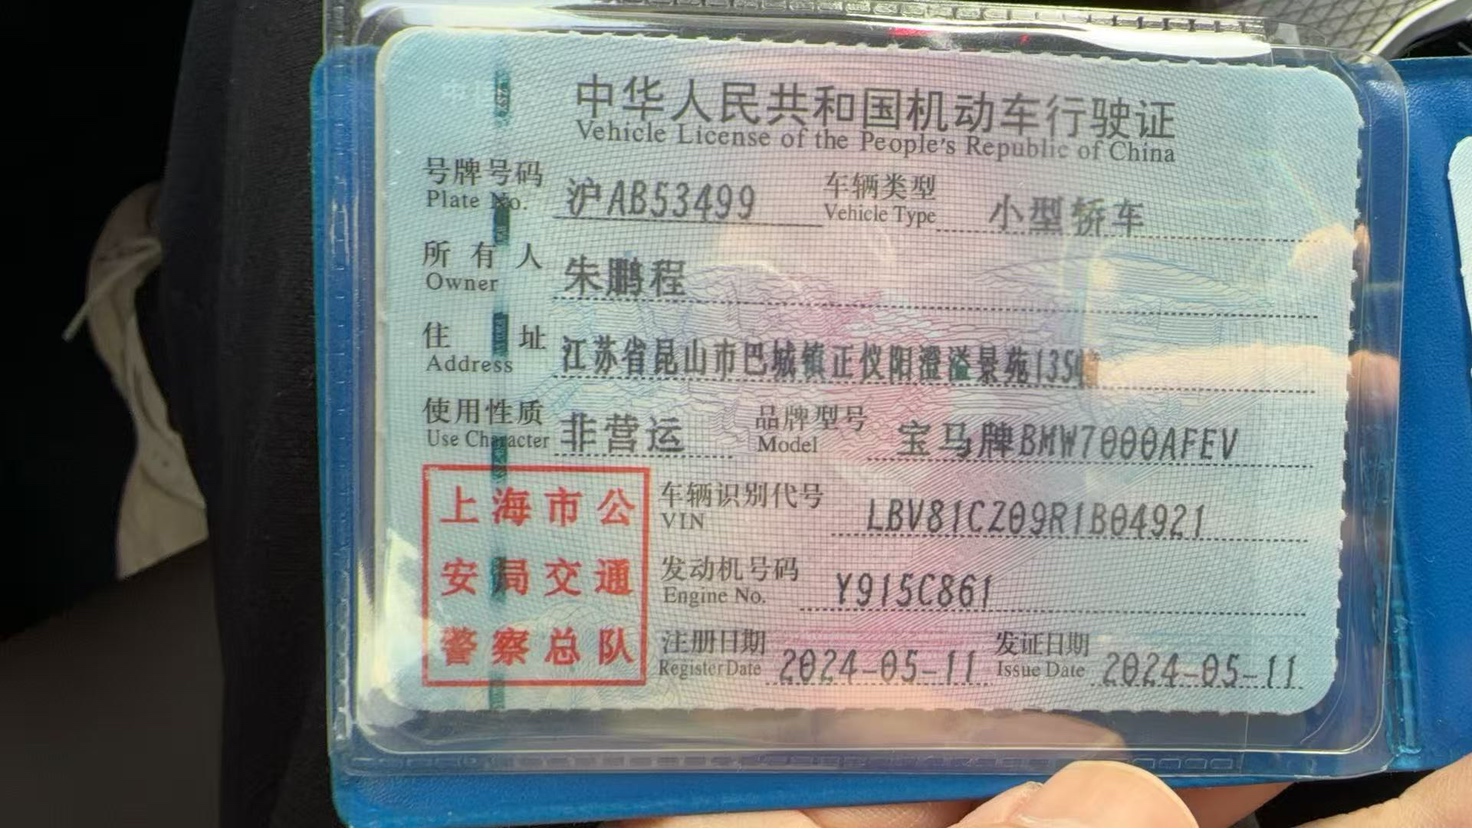 中华人民共和国机动车行驶证
Vehicle License of the People's Republic of China
号牌号码 沪AB53499 车辆类型 小型轿车
Plate No. Vehicle Type
所有人 朱鹏程
Owner
住址 江苏省昆山市巴城镇正仪阳澄溢景苑135
Address
使用性质 非营运 品牌型号 宝马牌BMW7000AFEV
Use Character Model
上海市公
安局交通
警察总队
车辆识别代号 LBV81CZ09R1B04921
VIN
发动机号码 Y915C861
Engine No.
注册日期 2024-05-11 发证日期 2024-05-11
Register Date Issue Date